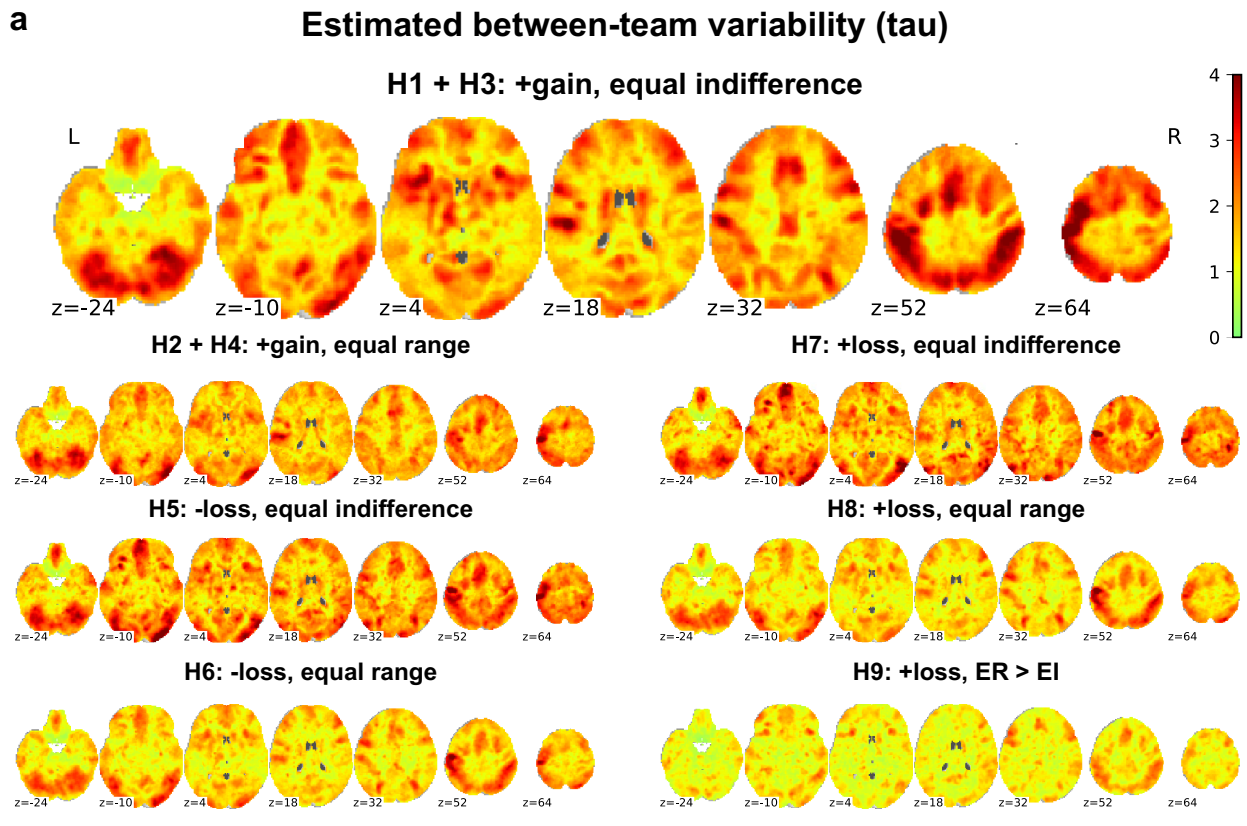 a
Estimated between-team variability (tau)
H1 + H3: +gain, equal indifference
L
R
4
3
2
1
0
z=-24
z=-10
z=4
z=18
z=32
z=52
z=64
H2 + H4: +gain, equal range
z=-24
z=-10
z=4
z=18
z=32
z=52
z=64
H7: +loss, equal indifference
z=-24
z=-10
z=4
z=18
z=32
z=52
z=64
H5: -loss, equal indifference
z=-24
z=-10
z=4
z=18
z=32
z=52
z=64
H8: +loss, equal range
z=-24
z=-10
z=4
z=18
z=32
z=52
z=64
H6: -loss, equal range
z=-24
z=-10
z=4
z=18
z=32
z=52
z=64
H9: +loss, ER > EI
z=-24
z=-10
z=4
z=18
z=32
z=52
z=64